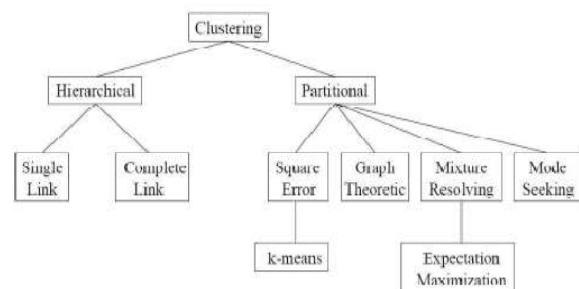 Clustering
Hierarchical
Partitional
Single
Link
Complete
Link
Square
Error
Graph
Theoretic
Mixture
Resolving
Mode
Seeking
k-means
Expectation
Maximization